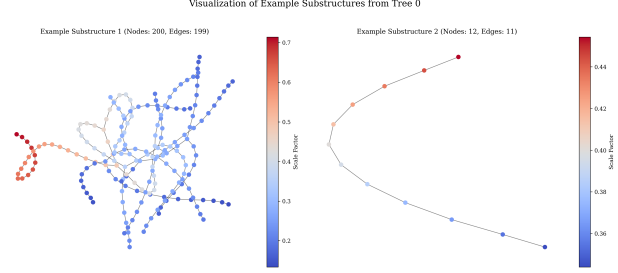 Visualization of Example Substructures from Tree 0
Example Substructure 1 (Nodes: 200, Edges: 199)
0.7
0.6
0.5
0.4
0.3
0.2
Scale Factor
Example Substructure 2 (Nodes: 12, Edges: 11)
0.44
0.42
0.40
0.38
0.36
Scale Factor